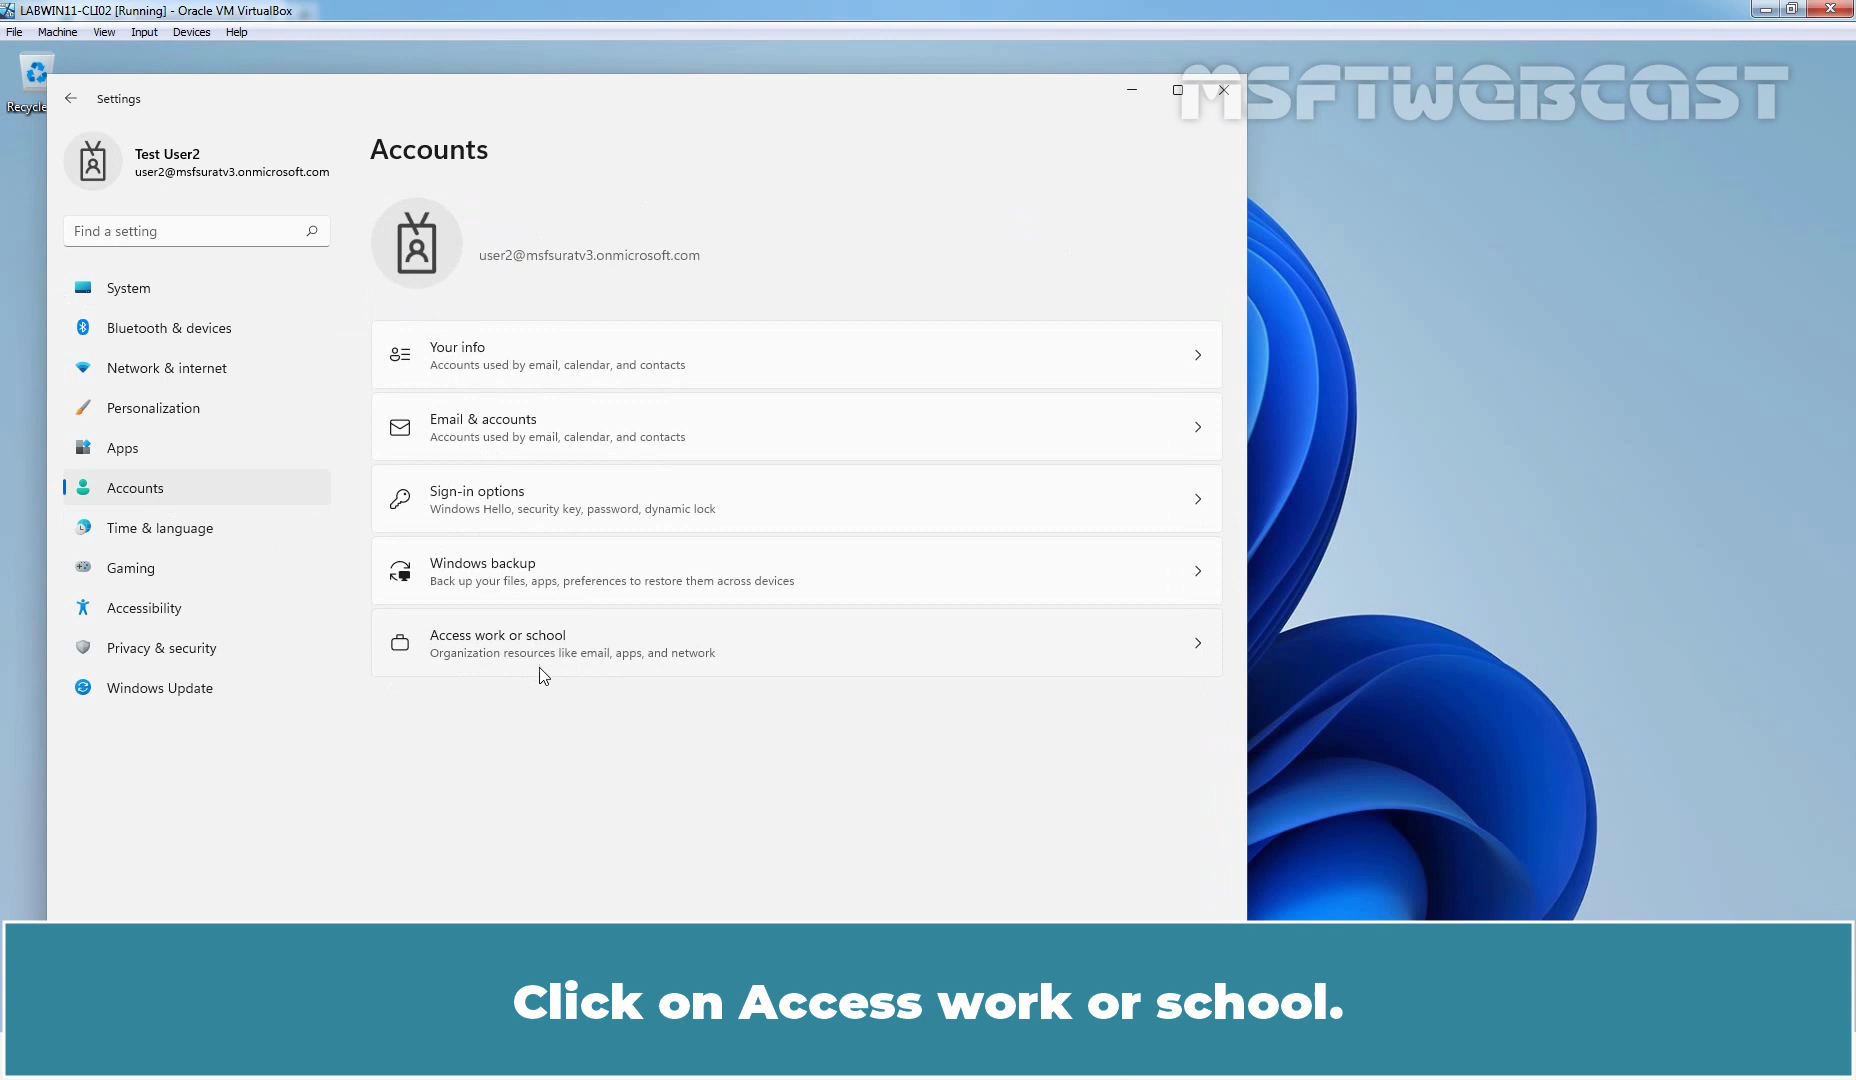 LABWIN11-CLI02 [Running] - Oracle VM VirtualBox
File Machine View Input Devices Help
Recycle
MSFTWEBCAST
Settings
Test User2
user2@msfsuratv3.onmicrosoft.com
Find a setting
System
Bluetooth & devices
Network & internet
Personalization
Apps
Accounts
Time & language
Gaming
Accessibility
Privacy & security
Windows Update
Accounts
user2@msfsuratv3.onmicrosoft.com
Your info
Accounts used by email, calendar, and contacts
Email & accounts
Accounts used by email, calendar, and contacts
Sign-in options
Windows Hello, security key, password, dynamic lock
Windows backup
Back up your files, apps, preferences to restore them across devices
Access work or school
Organization resources like email, apps, and network
Click on Access work or school.